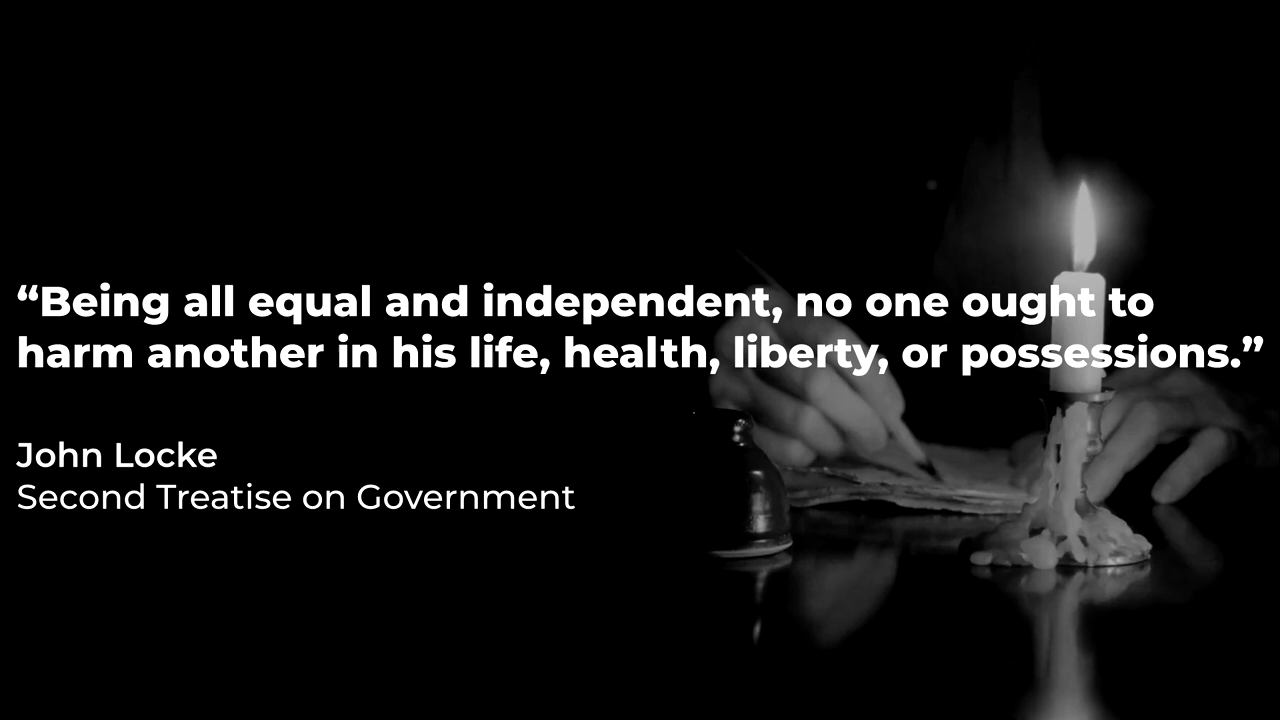 “Being all equal and independent, no one ought to
harm another in his life, health, liberty, or possessions.”
John Locke
Second Treatise on Government